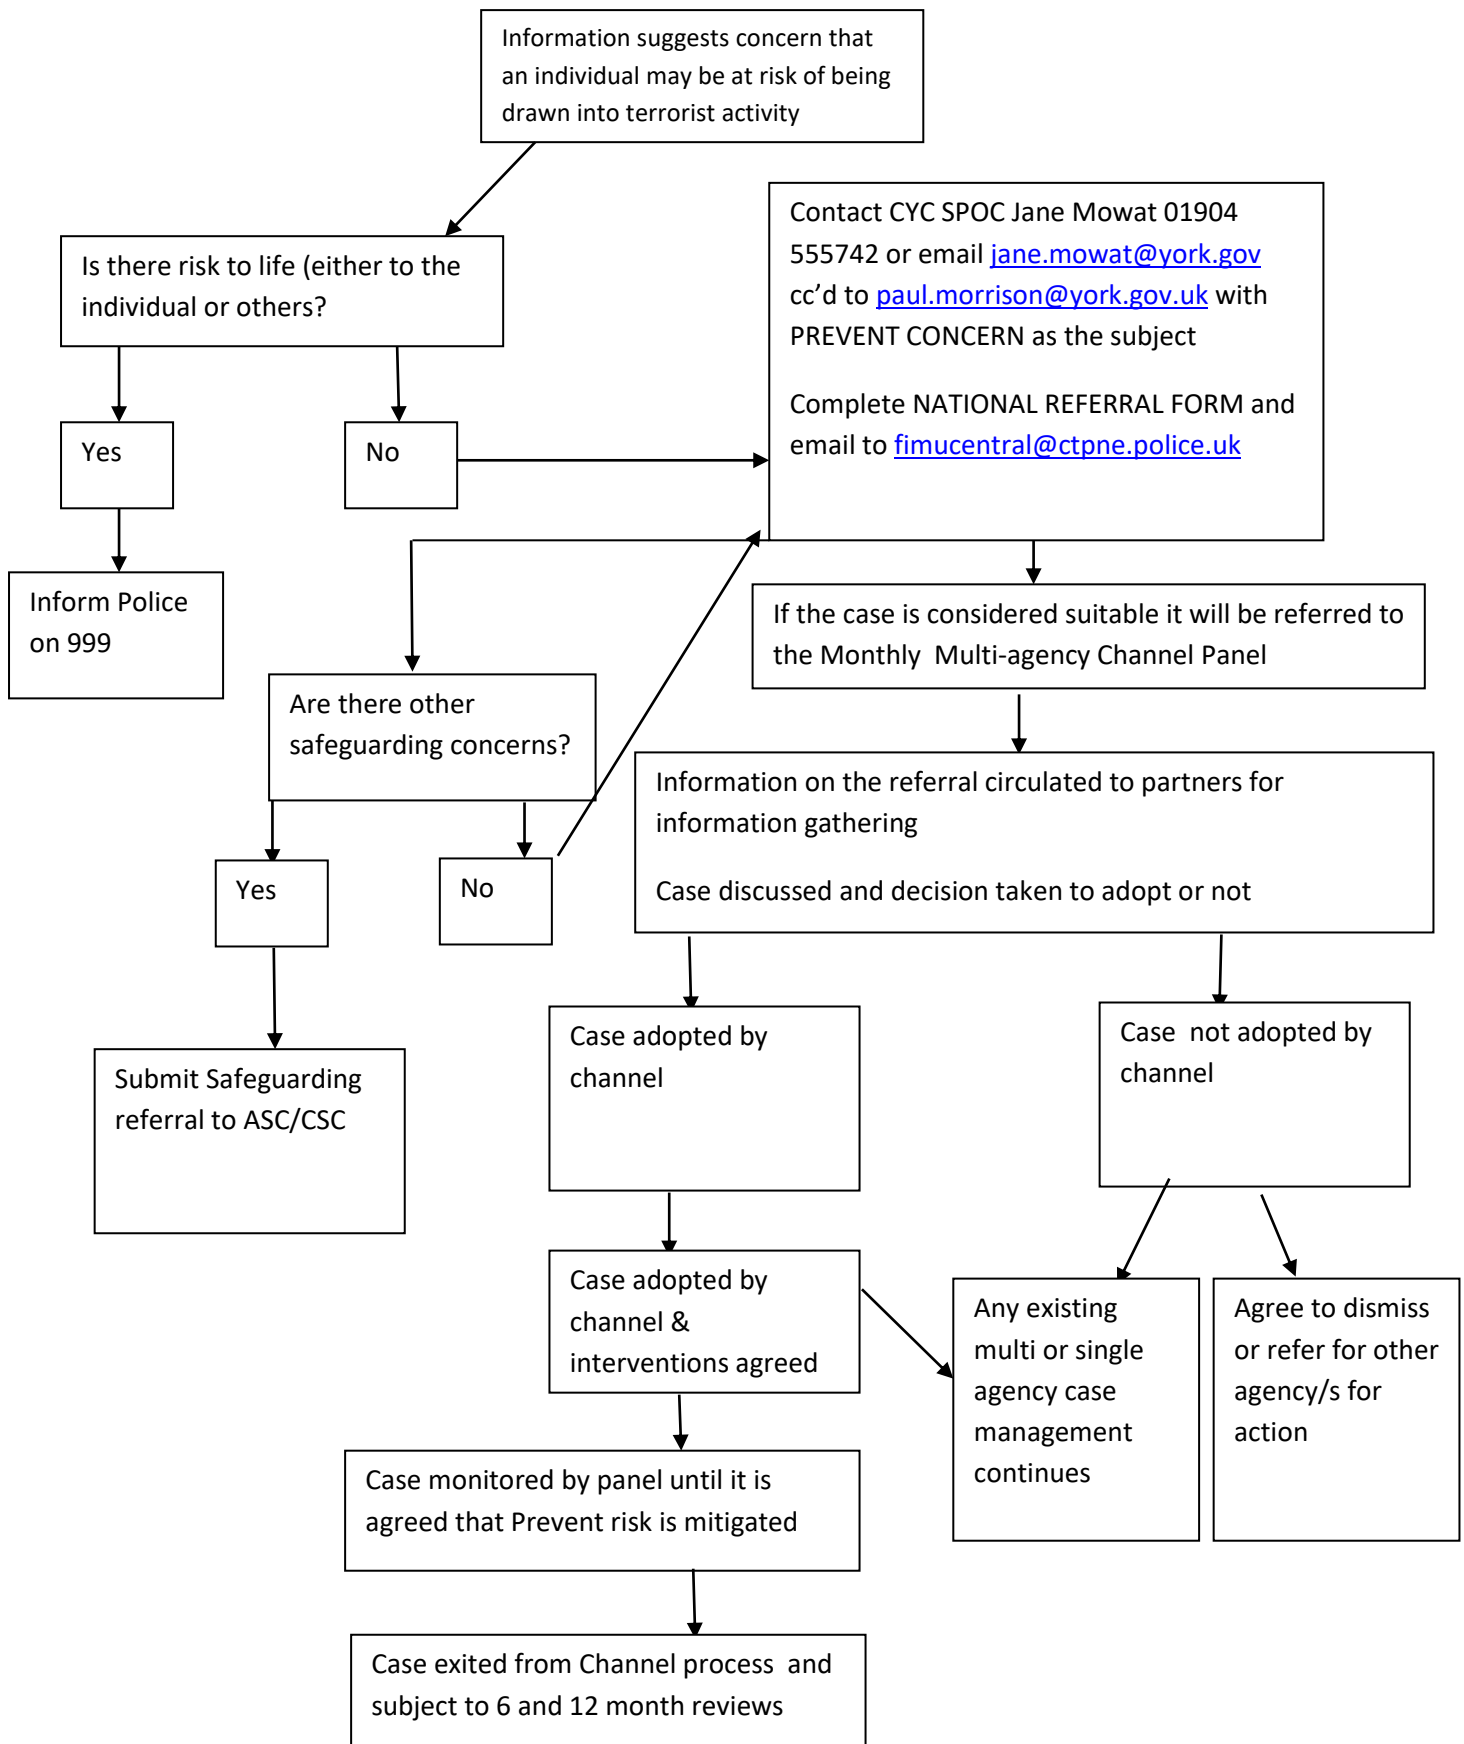 Information suggests concern that
an individual may be at risk of being
drawn into terrorist activity
Is there risk to life (either to the
individual or others?
Contact CYC SPOC Jane Mowat 01904
555742 or email jane.mowat@york.gov
cc’d to paul.morrison@york.gov.uk with
PREVENT CONCERN as the subject
Complete NATIONAL REFERRAL FORM and
email to fimucentral@ctpne.police.uk
Yes
No
Inform Police
on 999
If the case is considered suitable it will be referred to
the Monthly  Multi-agency Channel Panel
Are there other
safeguarding concerns?
Information on the referral circulated to partners for
information gathering
Case discussed and decision taken to adopt or not
Yes
No
Submit Safeguarding
referral to ASC/CSC
Case adopted by
channel
Case  not adopted by
channel
Case adopted by
channel &
interventions agreed
Any existing
multi or single
agency case
management
continues
Agree to dismiss
or refer for other
agency/s for
action
Case monitored by panel until it is
agreed that Prevent risk is mitigated
Case exited from Channel process  and
subject to 6 and 12 month reviews